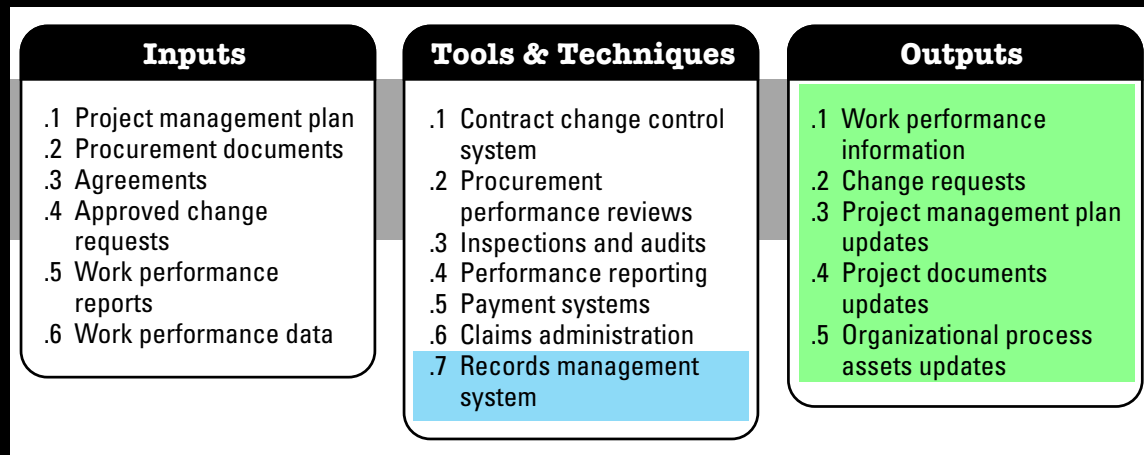 Inputs
.1 Project management plan
.2 Procurement documents
.3 Agreements
.4 Approved change
requests
.5 Work performance
reports
.6 Work performance data
Tools & Techniques
.1 Contract change control
system
.2 Procurement
performance reviews
.3 Inspections and audits
.4 Performance reporting
.5 Payment systems
.6 Claims administration
.7 Records management
system
Outputs
.1 Work performance
information
.2 Change requests
.3 Project management plan
updates
.4 Project documents
updates
.5 Organizational process
assets updates